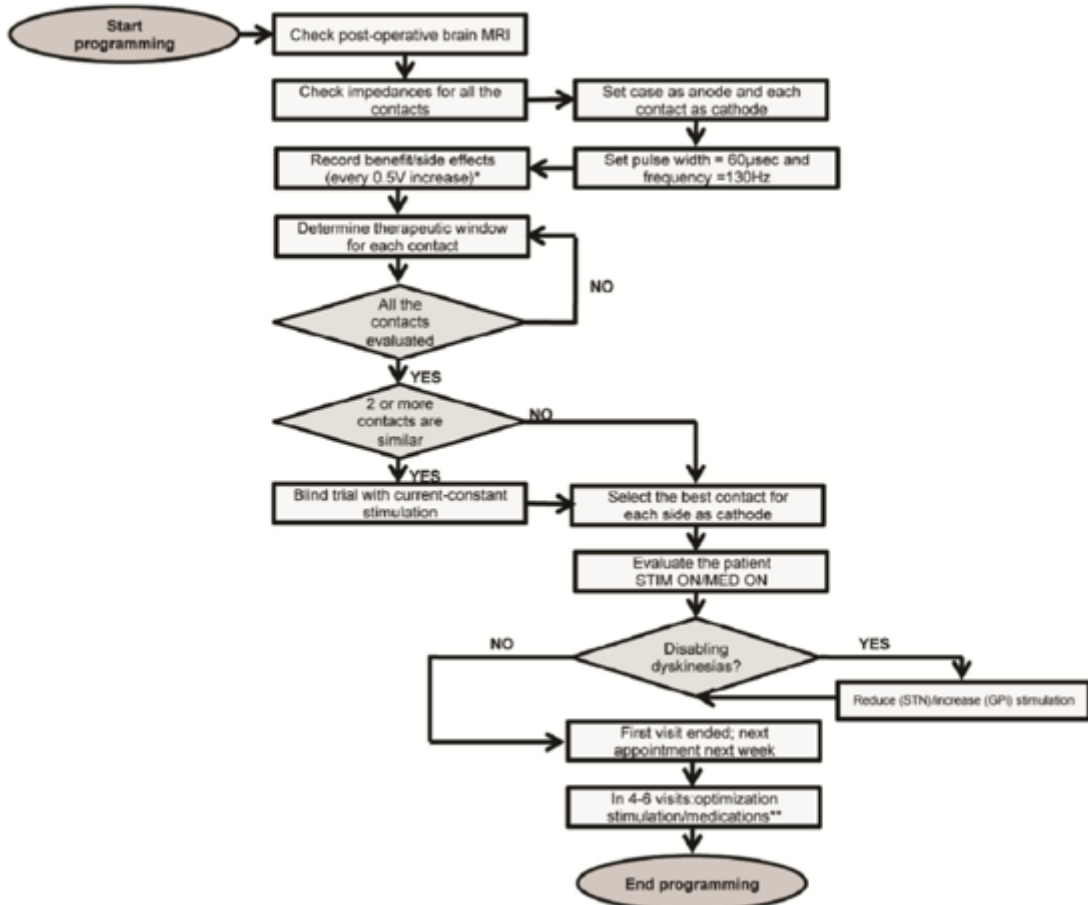 Start
programming
Check post-operative brain MRI
Check impedances for all the
contacts
Set case as anode and each
contact as cathode
Set pulse width = 60µsec and
frequency =130Hz
Record benefit/side effects
(every 0.5V increase)*
Determine therapeutic window
for each contact
NO
All the
contacts
evaluated
YES
2 or more
contacts are
similar
NO
YES
Blind trial with current-constant
stimulation
Select the best contact for
each side as cathode
Evaluate the patient
STIM ON/MED ON
NO
Disabling
dyskinesias?
YES
Reduce (STN)/increase (GPi) stimulation
First visit ended; next
appointment next week
In 4-6 visits:optimization
stimulation/medications**
End programming